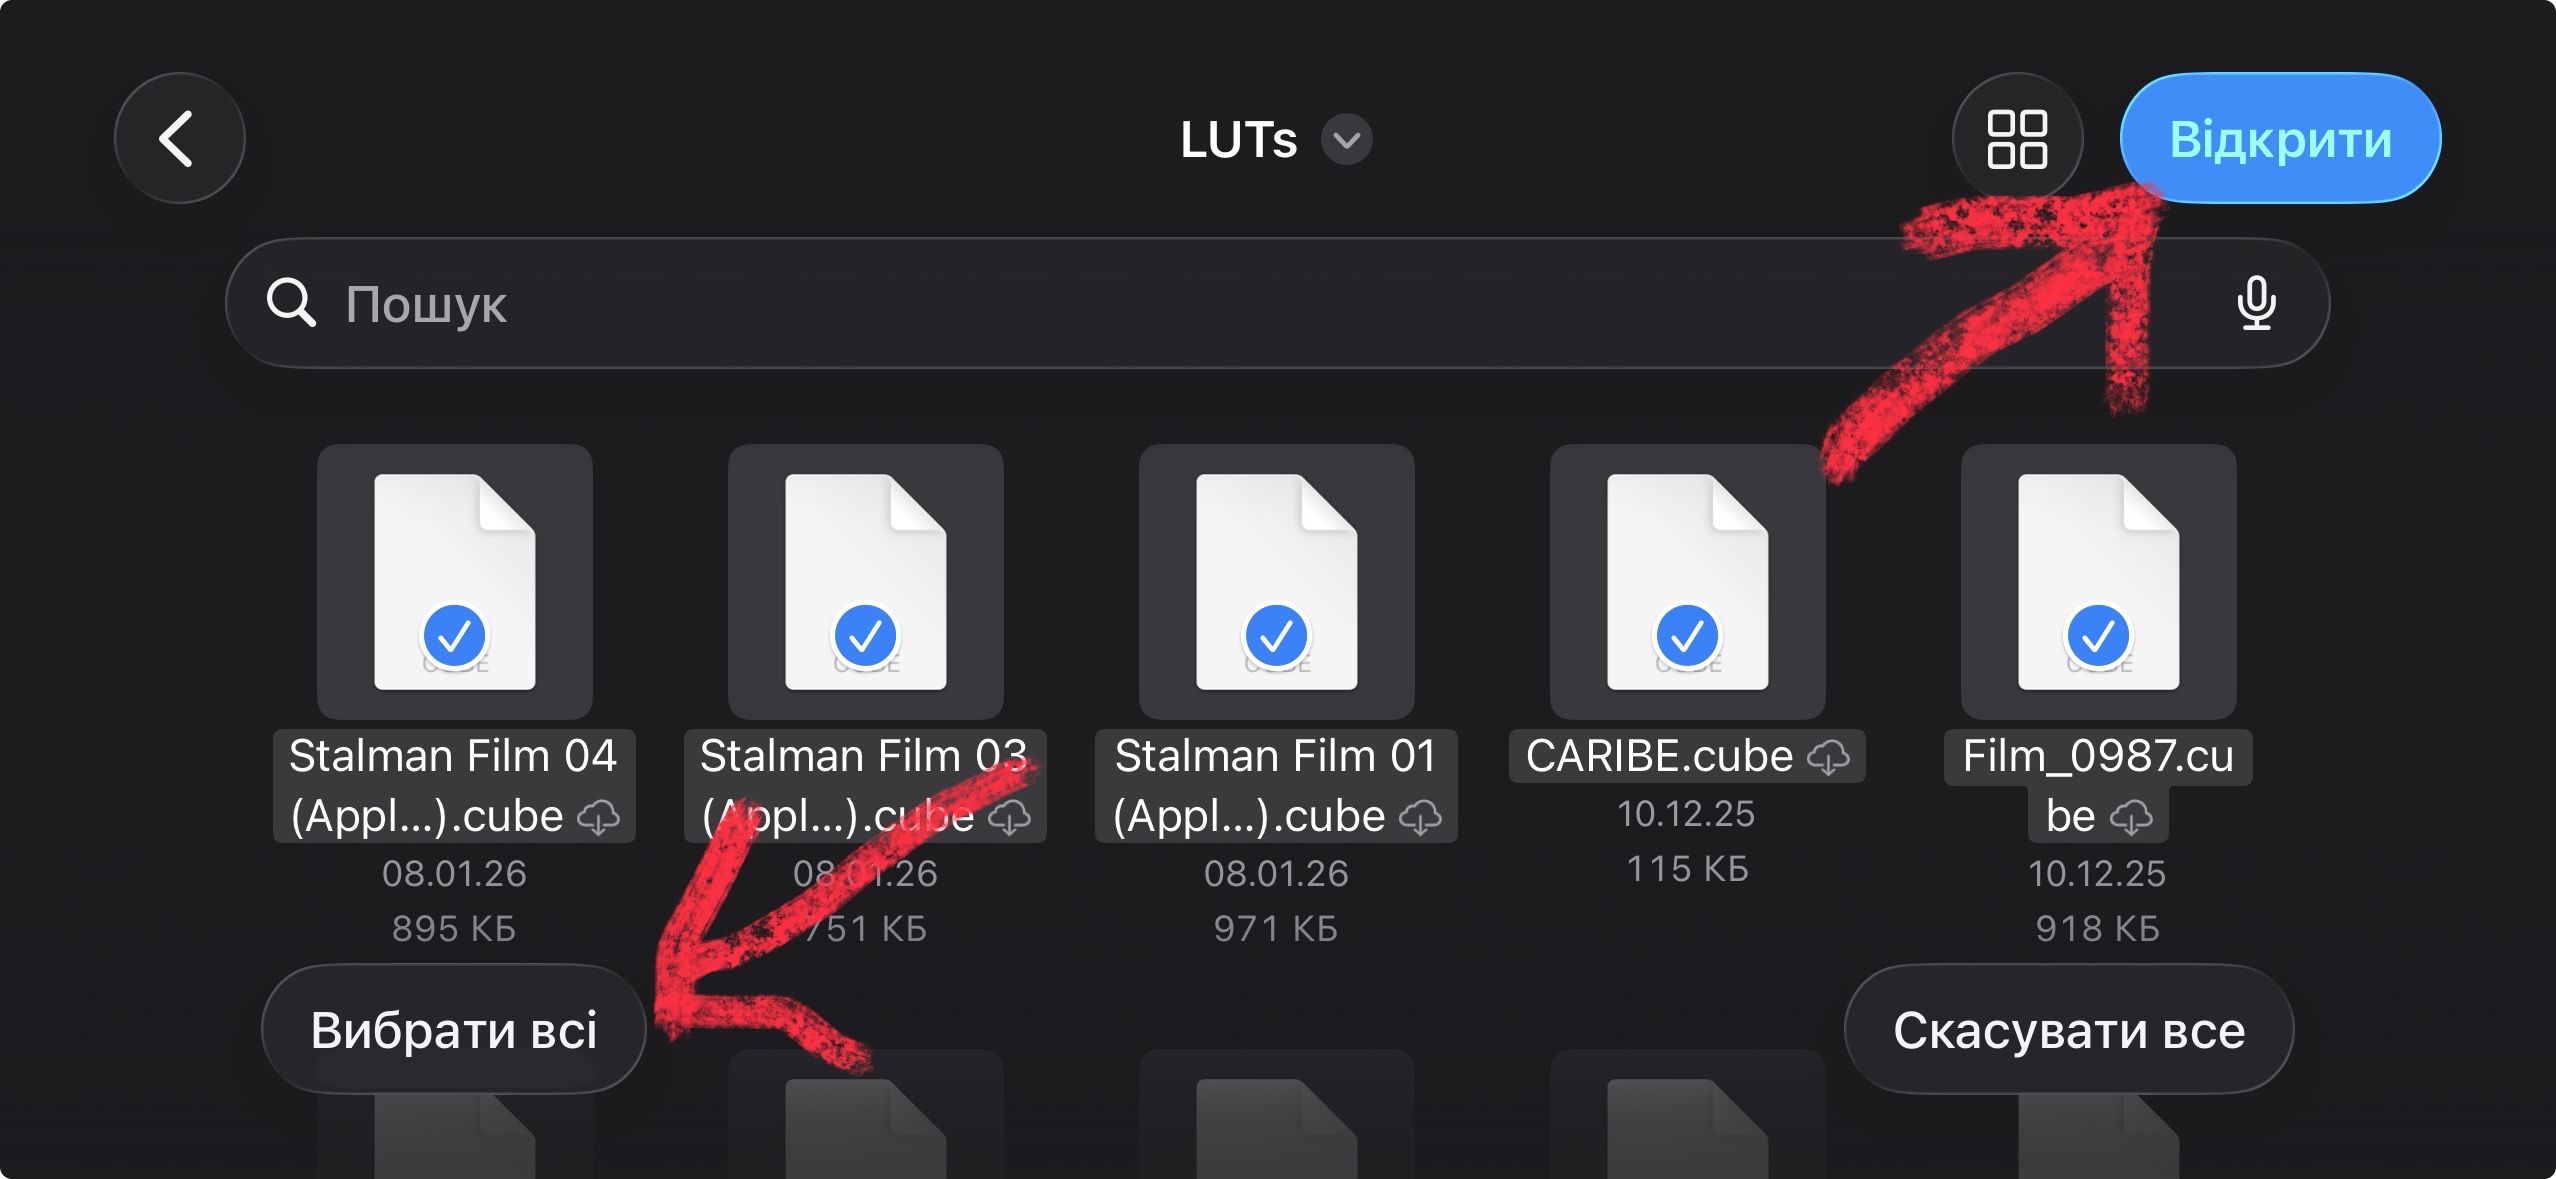 LUTs
Відкрити
Пошук
Stalman Film 04
(Appl...).cube
08.01.26
895 КБ
Stalman Film 03
(Appl...).cube
08.01.26
751 КБ
Stalman Film 01
(Appl...).cube
08.01.26
971 КБ
CARIBE.cube
10.12.25
115 КБ
Film_0987.cu
be
10.12.25
918 КБ
Вибрати всі
Скасувати все